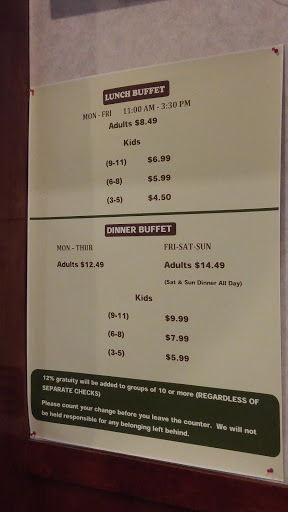 LUNCH BUFFET
MON - FRI 11:00 AM - 3:30 PM
Adults $8.49
Kids
(9-11) $6.99
(6-8) $5.99
(3-5) $4.50
DINNER BUFFET
MON - THUR FRI-SAT-SUN
Adults $12.49 Adults $14.49
(Sat & Sun Dinner All Day)
Kids
(9-11) $9.99
(6-8) $7.99
(3-5) $5.99
12% gratuity will be added to groups of 10 or more (REGARDLESS OF
SEPARATE CHECKS)
Please count your change before you leave the counter. We will not
be held responsible for any belonging left behind.